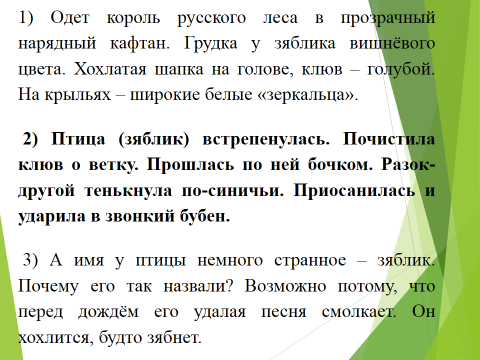 1) Одет король русского леса в прозрачный
нарядный кафтан. Грудка у зяблика вишнёвого
цвета. Хохлатая шапка на голове, клюв – голубой.
На крыльях – широкие белые «зеркальца».
2) Птица (зяблик) встрепенулась. Почистила
клюв о ветку. Прошлась по ней бочком. Разок-
другой тенькнула по-синичьи. Приосанилась и
ударила в звонкий бубен.
3) А имя у птицы немного странное – зяблик.
Почему его так назвали? Возможно потому, что
перед дождём его удалая песня смолкает. Он
хохлится, будто зябнет.